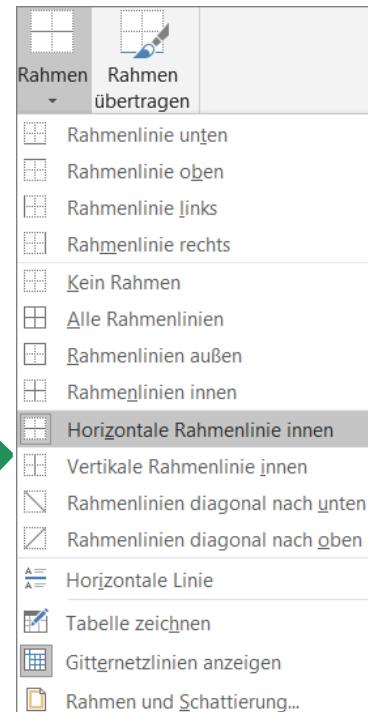 Rahmen
Rahmen
übertragen
Rahmenlinie unten
Rahmenlinie oben
Rahmenlinie links
Rahmenlinie rechts
Kein Rahmen
Alle Rahmenlinien
Rahmenlinien außen
Rahmenlinien innen
Horizontale Rahmenlinie innen
Vertikale Rahmenlinie innen
Rahmenlinien diagonal nach unten
Rahmenlinien diagonal nach oben
Horizontale Linie
Tabelle zeichnen
Gitternetzlinien anzeigen
Rahmen und Schattierung...